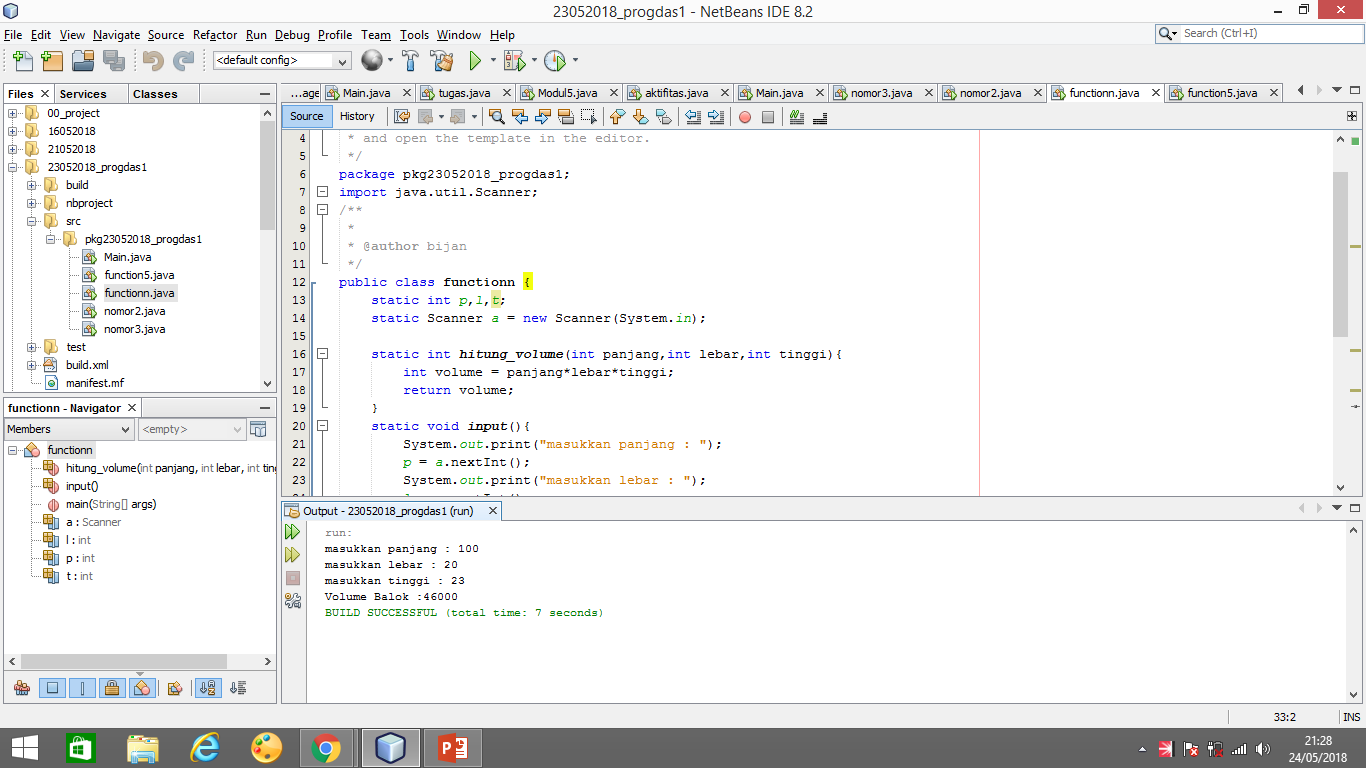 23052018_progdas1 - NetBeans IDE 8.2
File Edit View Navigate Source Refactor Run Debug Profile Team Tools Window Help
Search (Ctrl+I)
<default config>
Files Services Classes
00_project
16052018
21052018
23052018_progdas1
build
nbproject
src
pkg23052018_progdas1
Main.java
function5.java
functionn.java
nomor2.java
nomor3.java
test
build.xml
manifest.mf
functionn - Navigator
Members <empty>
functionn
hitung_volume(int panjang, int lebar, int ting
input()
main(String[] args)
a : Scanner
l : int
p : int
t : int
...age Main.java tugas.java Modul5.java aktifitas.java Main.java nomor3.java nomor2.java functionn.java function5.java
Source History
4 * and open the template in the editor.
5 */
6 package pkg23052018_progdas1;
7 import java.util.Scanner;
8 /**
9 *
10 * @author bijan
11 */
12 public class functionn {
13 static int p,l,t;
14 static Scanner a = new Scanner(System.in);
15
16 static int hitung_volume(int panjang,int lebar,int tinggi){
17 int volume = panjang*lebar*tinggi;
18 return volume;
19 }
20 static void input(){
21 System.out.print("masukkan panjang : ");
22 p = a.nextInt();
23 System.out.print("masukkan lebar : ");
Output - 23052018_progdas1 (run)
run:
masukkan panjang : 100
masukkan lebar : 20
masukkan tinggi : 23
Volume Balok :46000
BUILD SUCCESSFUL (total time: 7 seconds)
33:2 INS
21:28
24/05/2018